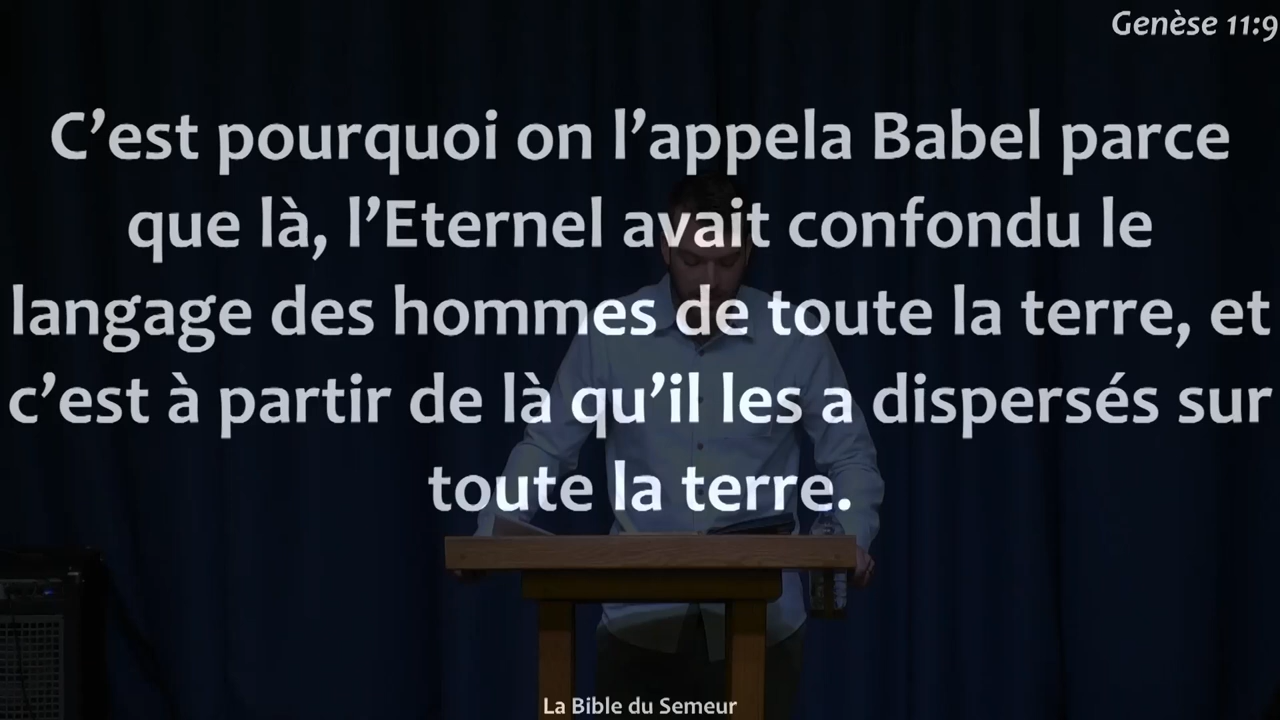 Genèse 11:9
C’est pourquoi on l’appela Babel parce
que là, l’Eternel avait confondu le
langage des hommes de toute la terre, et
c’est à partir de là qu’il les a dispersés sur
toute la terre.
La Bible du Semeur